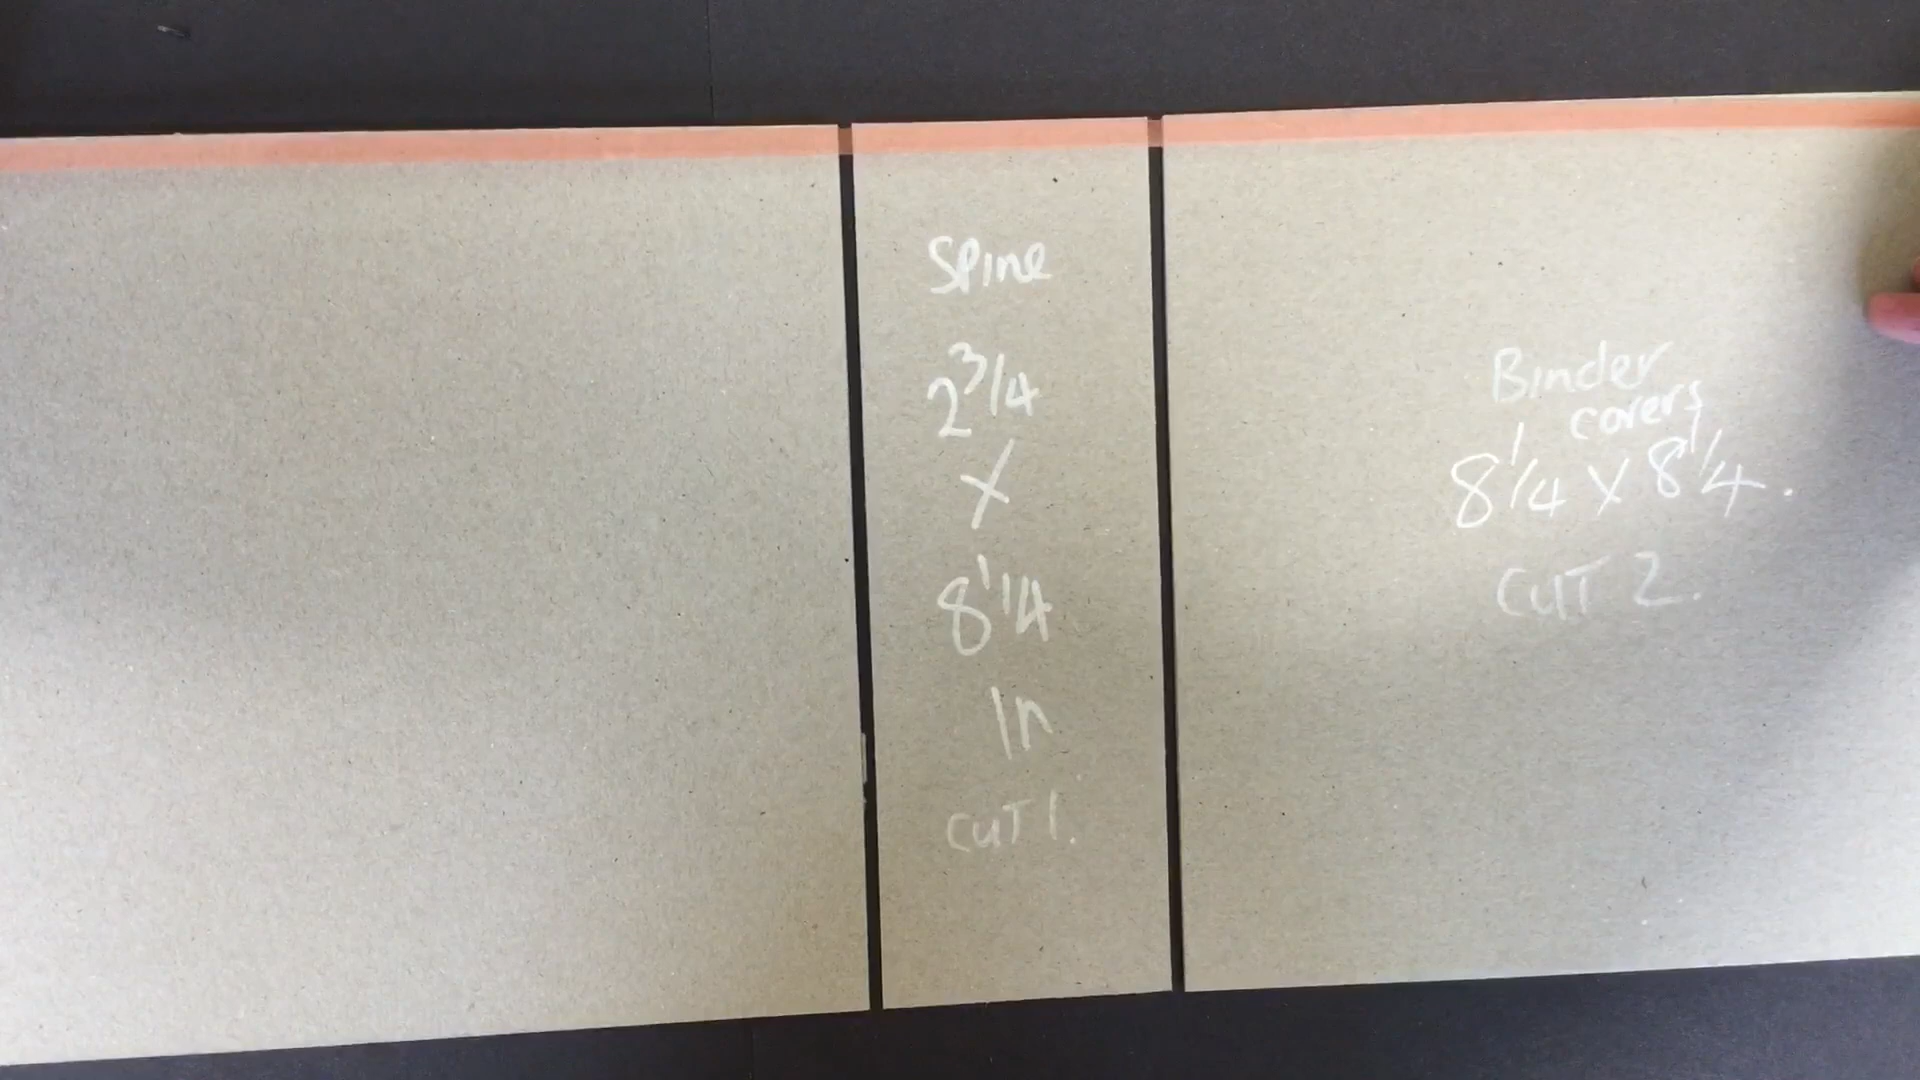 Spine
2 3/4
X
8 1/4
In
CUT 1.
Binder
covers
8 1/4 X 8 1/4.
CUT 2.